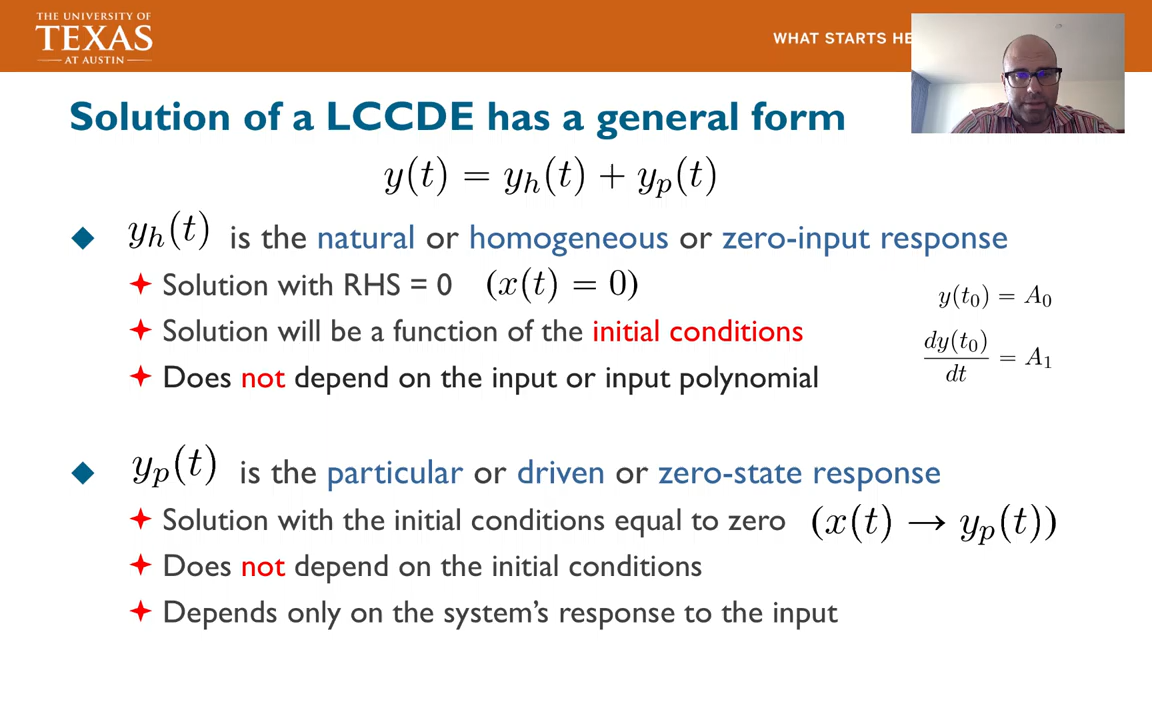 THE UNIVERSITY OF
TEXAS
AT AUSTIN
WHAT STARTS HE
Solution of a LCCDE has a general form
y(t) = y_h(t) + y_p(t)
y_h(t) is the natural or homogeneous or zero-input response
Solution with RHS = 0 (x(t) = 0)
y(t_0) = A_0
Solution will be a function of the initial conditions
dy(t_0)/dt = A_1
Does not depend on the input or input polynomial
y_p(t) is the particular or driven or zero-state response
Solution with the initial conditions equal to zero (x(t) → y_p(t))
Does not depend on the initial conditions
Depends only on the system's response to the input